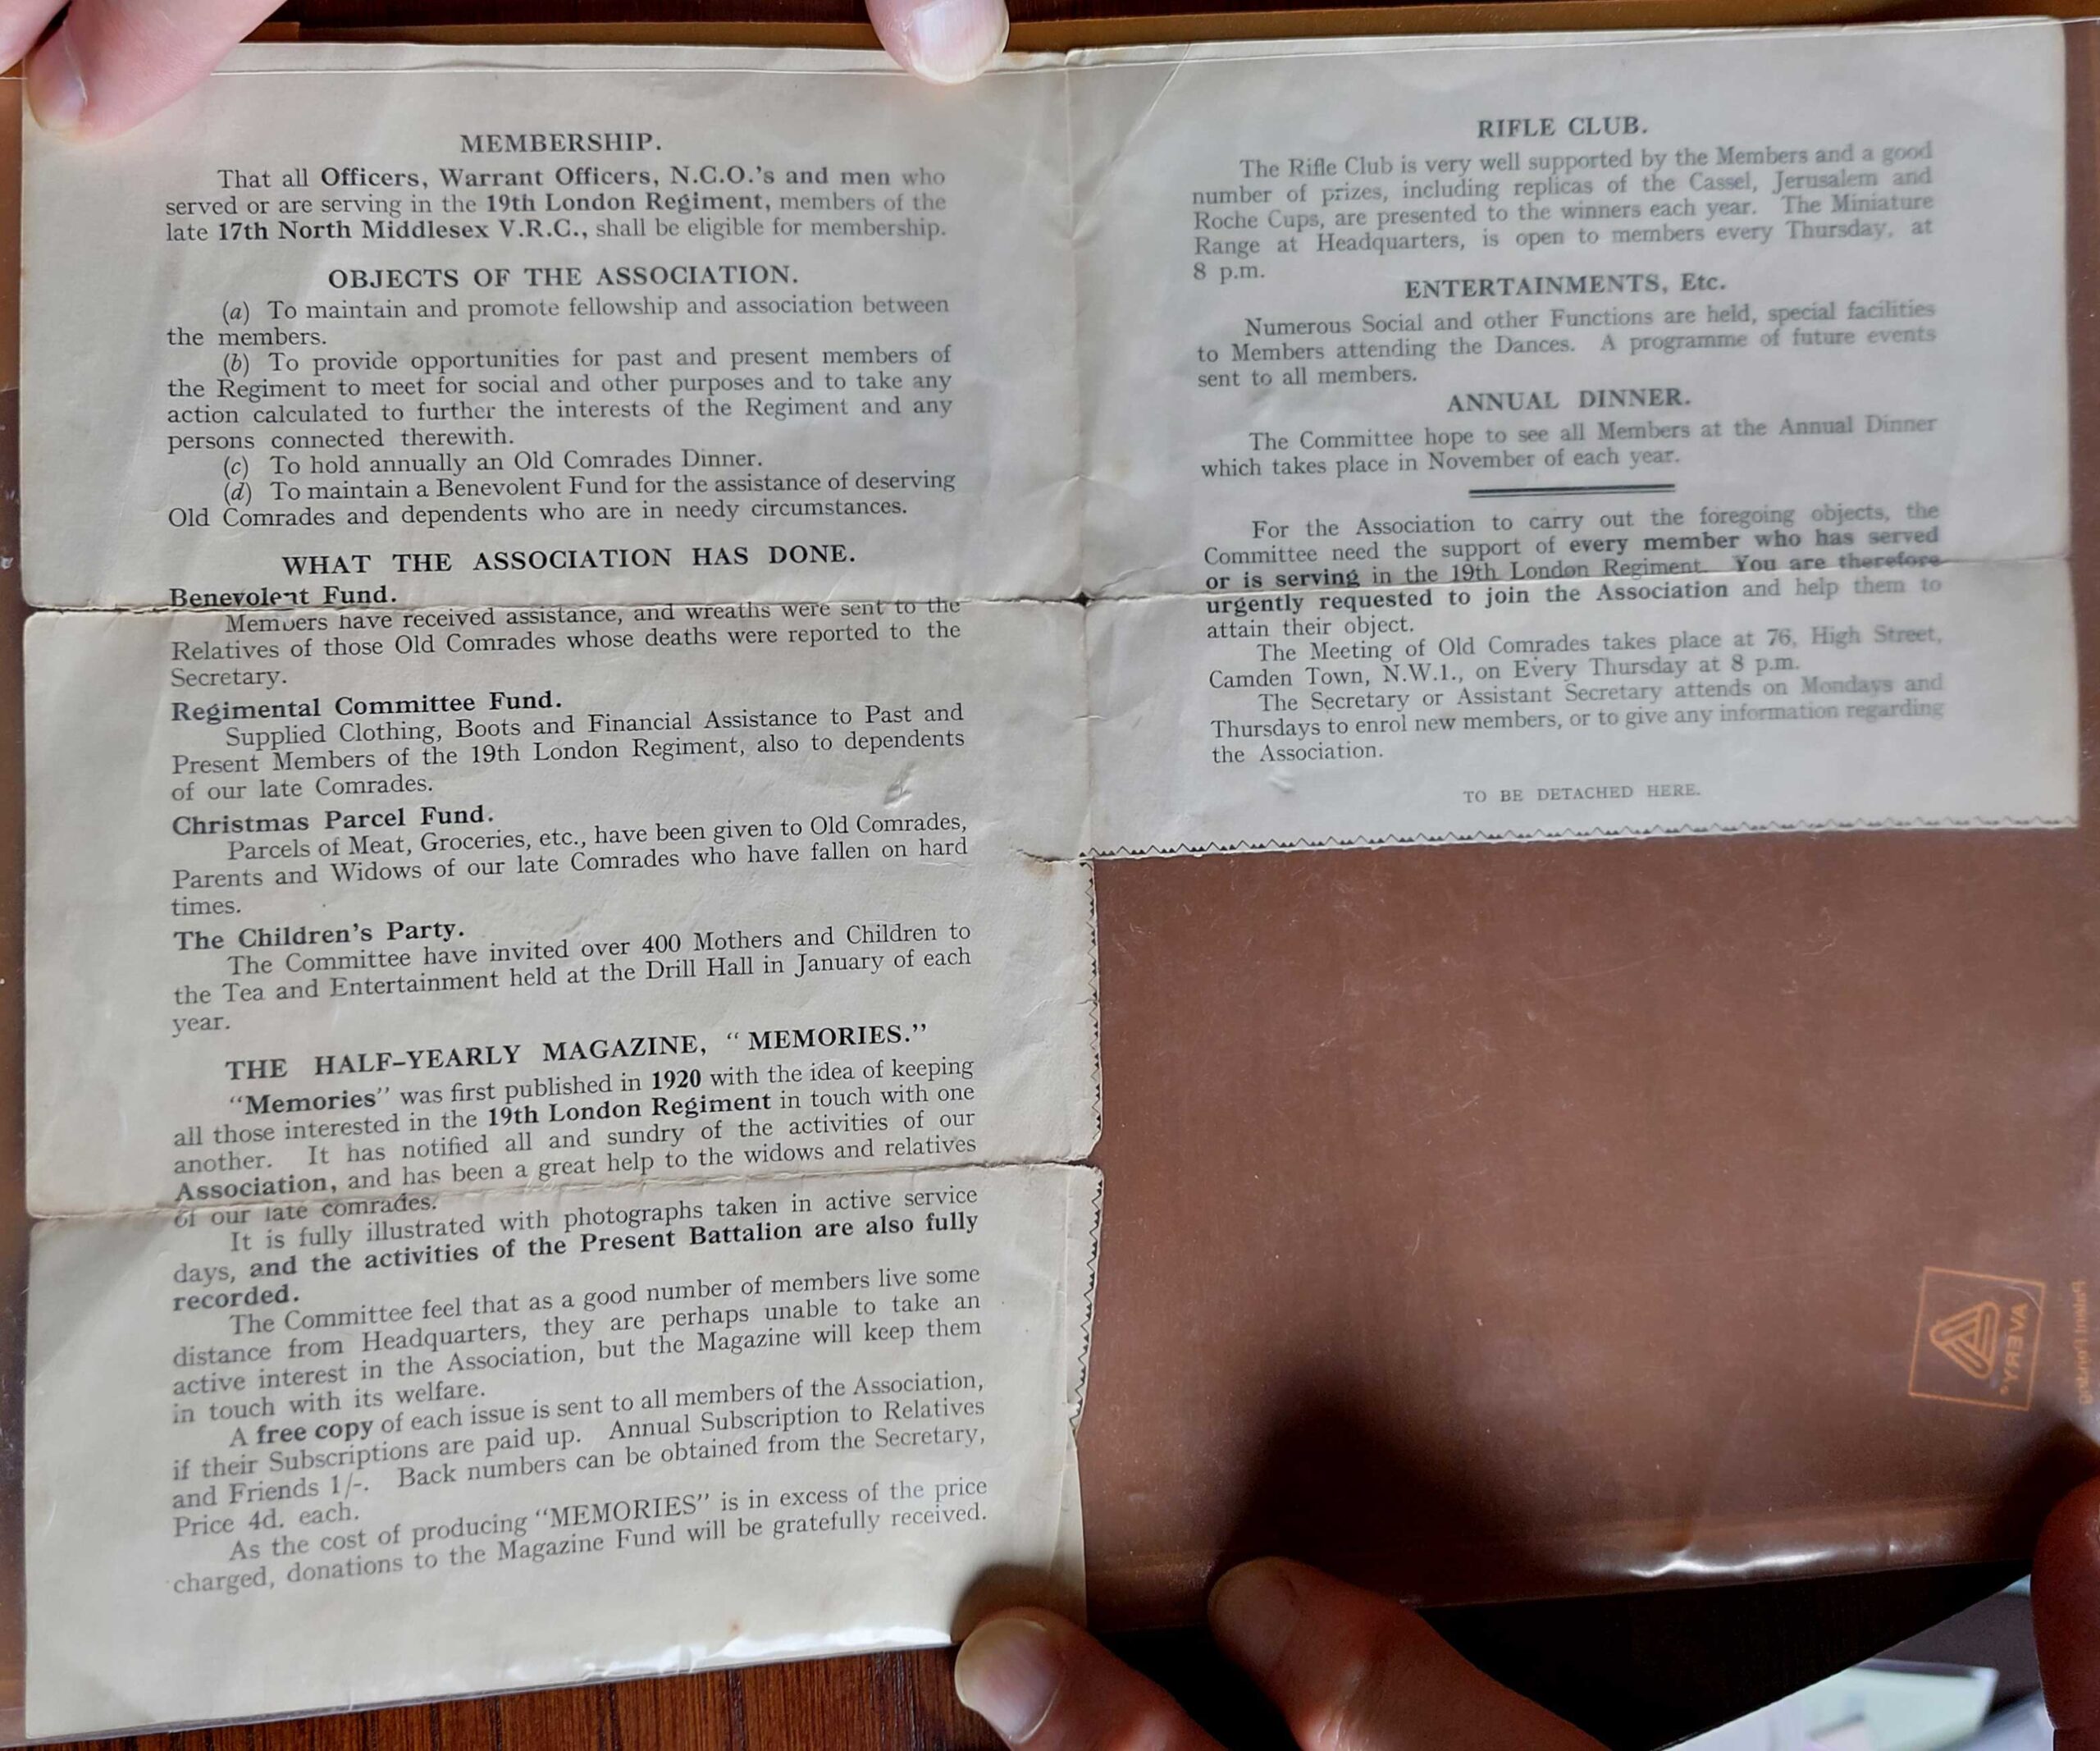 MEMBERSHIP.
That all Officers, Warrant Officers, N.C.O.'s and men who
served or are serving in the 19th London Regiment, members of the
late 17th North Middlesex V.R.C., shall be eligible for membership.
OBJECTS OF THE ASSOCIATION.
(a) To maintain and promote fellowship and association between
the members.
(b) To provide opportunities for past and present members of
the Regiment to meet for social and other purposes and to take any
action calculated to further the interests of the Regiment and any
persons connected therewith.
(c) To hold annually an Old Comrades Dinner.
(d) To maintain a Benevolent Fund for the assistance of deserving
Old Comrades and dependents who are in needy circumstances.
WHAT THE ASSOCIATION HAS DONE.
Benevolent Fund.
Members have received assistance, and wreaths were sent to the
Relatives of those Old Comrades whose deaths were reported to the
Secretary.
Regimental Committee Fund.
Supplied Clothing, Boots and Financial Assistance to Past and
Present Members of the 19th London Regiment, also to dependents
of our late Comrades.
Christmas Parcel Fund.
Parcels of Meat, Groceries, etc., have been given to Old Comrades,
Parents and Widows of our late Comrades who have fallen on hard
times.
The Children's Party.
The Committee have invited over 400 Mothers and Children to
the Tea and Entertainment held at the Drill Hall in January of each
year.
THE HALF-YEARLY MAGAZINE, "MEMORIES."
"Memories" was first published in 1920 with the idea of keeping
all those interested in the 19th London Regiment in touch with one
another. It has notified all and sundry of the activities of our
Association, and has been a great help to the widows and relatives
of our late comrades.
It is fully illustrated with photographs taken in active service
days, and the activities of the Present Battalion are also fully
recorded.
The Committee feel that as a good number of members live some
distance from Headquarters, they are perhaps unable to take an
active interest in the Association, but the Magazine will keep them
in touch with its welfare.
A free copy of each issue is sent to all members of the Association,
if their Subscriptions are paid up. Annual Subscription to Relatives
and Friends 1/-. Back numbers can be obtained from the Secretary,
Price 4d. each.
As the cost of producing "MEMORIES" is in excess of the price
charged, donations to the Magazine Fund will be gratefully received.
RIFLE CLUB.
The Rifle Club is very well supported by the Members and a good
number of prizes, including replicas of the Cassel, Jerusalem and
Roche Cups, are presented to the winners each year. The Miniature
Range at Headquarters, is open to members every Thursday, at
8 p.m.
ENTERTAINMENTS, Etc.
Numerous Social and other Functions are held, special facilities
to Members attending the Dances. A programme of future events
sent to all members.
ANNUAL DINNER.
The Committee hope to see all Members at the Annual Dinner
which takes place in November of each year.
For the Association to carry out the foregoing objects, the
Committee need the support of every member who has served
or is serving in the 19th London Regiment. You are therefore
urgently requested to join the Association and help them to
attain their object.
The Meeting of Old Comrades takes place at 76, High Street,
Camden Town, N.W.1., on Every Thursday at 8 p.m.
The Secretary or Assistant Secretary attends on Mondays and
Thursdays to enrol new members, or to give any information regarding
the Association.
TO BE DETACHED HERE.
AVERY